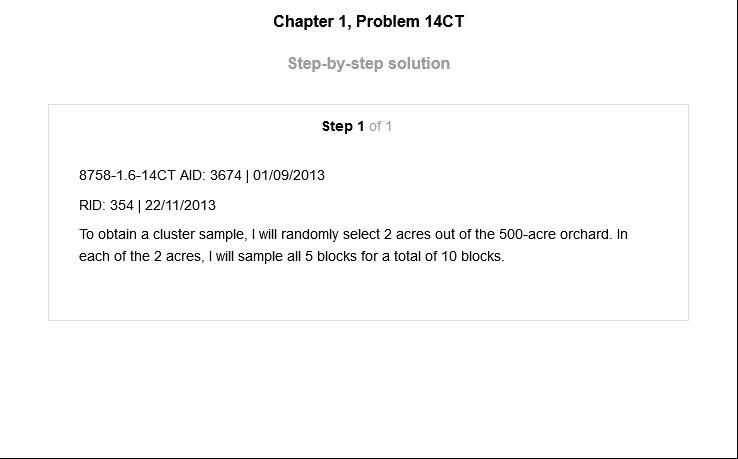 Chapter 1, Problem 14CT
Step-by-step solution
Step 1 of 1
8758-1.6-14CT AID: 3674 | 01/09/2013
RID: 354 | 22/11/2013
To obtain a cluster sample, I will randomly select 2 acres out of the 500-acre orchard. In
each of the 2 acres, I will sample all 5 blocks for a total of 10 blocks.